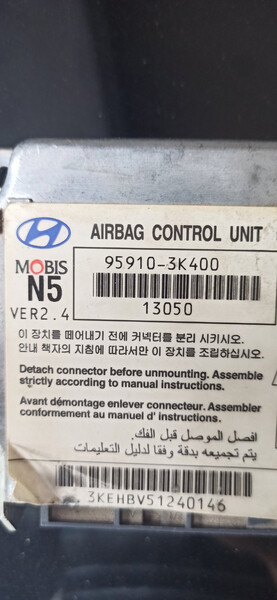 AIRBAG CONTROL UNIT
MOBIS
95910-3K400
N5
13050
VER2.4
이 장치를 떼어내기 전에 커넥터를 분리 시키시오.
안내 책자의 지침에 따라서만 이 장치를 조립하십시오.
Detach connector before unmounting. Assemble
strictly according to manual instructions.
Avant démontage enlever connecteur. Assembler
conformement au manuel d' instructions.
افصل الموصل قبل الفك.
يتم تجميعه بدقة وفقا لدليل التعليمات
3KEHBV51240146